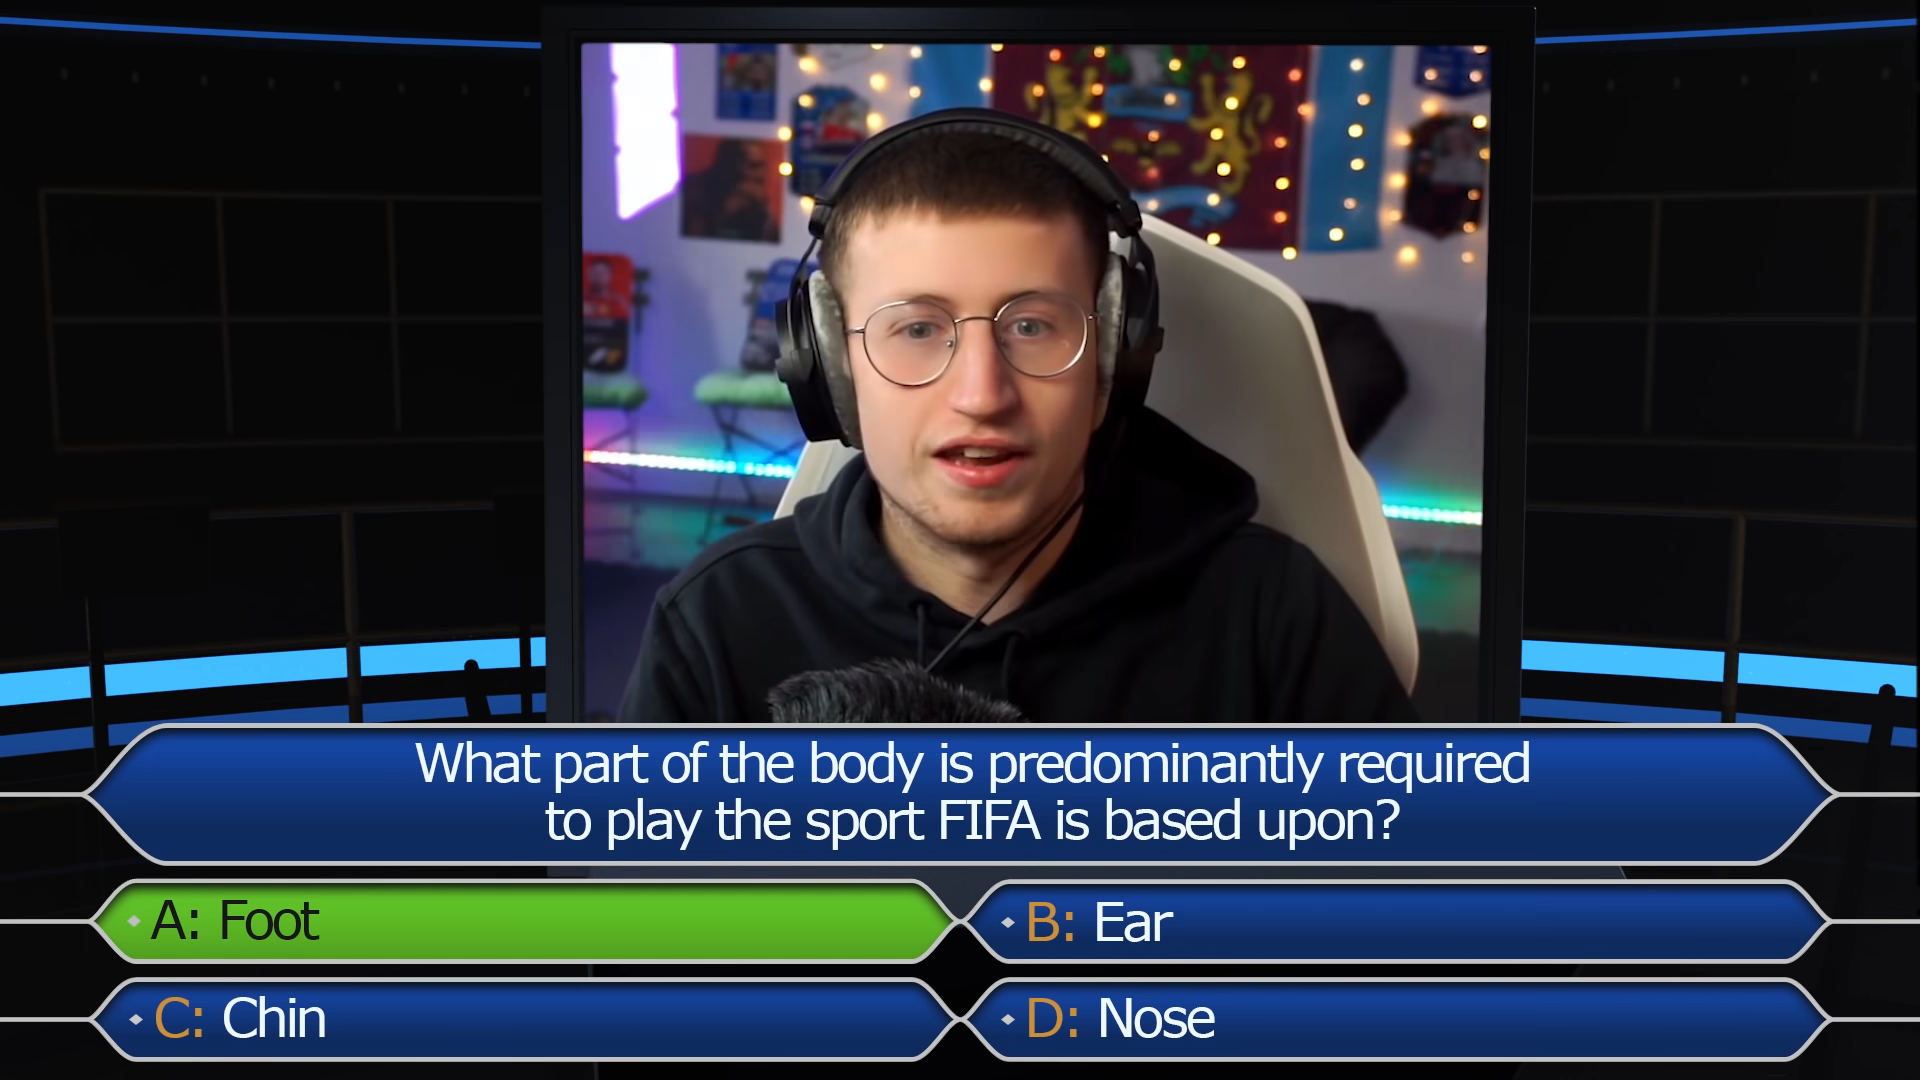 What part of the body is predominantly required
to play the sport FIFA is based upon?
A: Foot
B: Ear
C: Chin
D: Nose